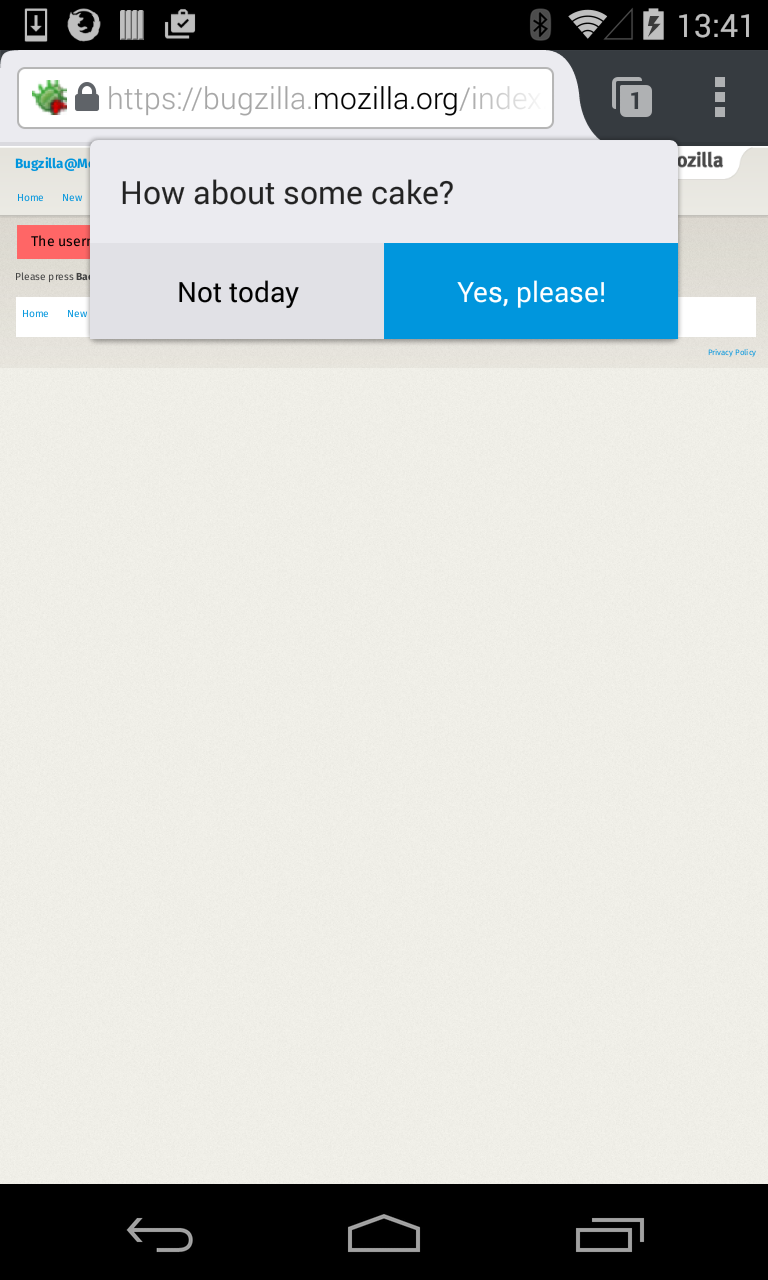 13:41
https://bugzilla.mozilla.org/index
1
Bugzilla@Mo
ozilla
Home New
How about some cake?
The usern
Please press Bac
Not today Yes, please!
Home New
Privacy Policy